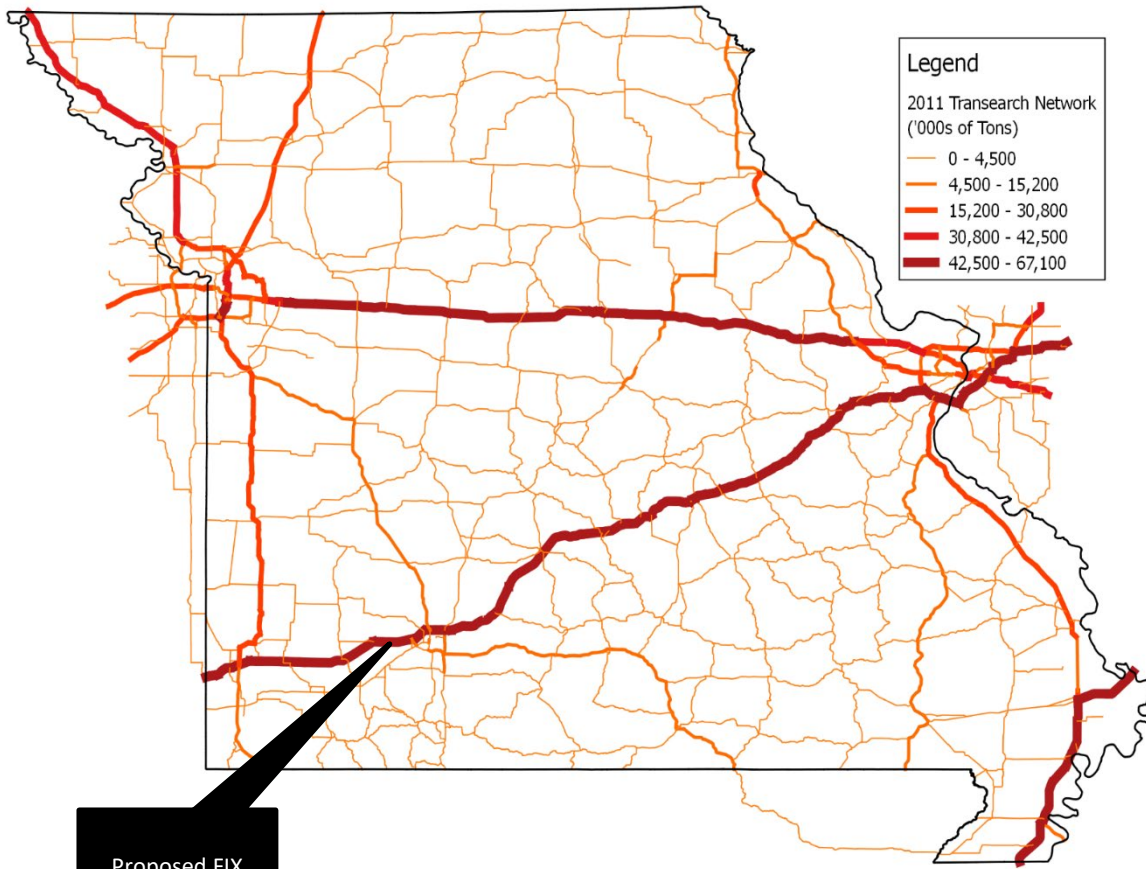 Legend
2011 Transearch Network
('000s of Tons)
0 - 4,500
4,500 - 15,200
15,200 - 30,800
30,800 - 42,500
42,500 - 67,100
Proposed FIX